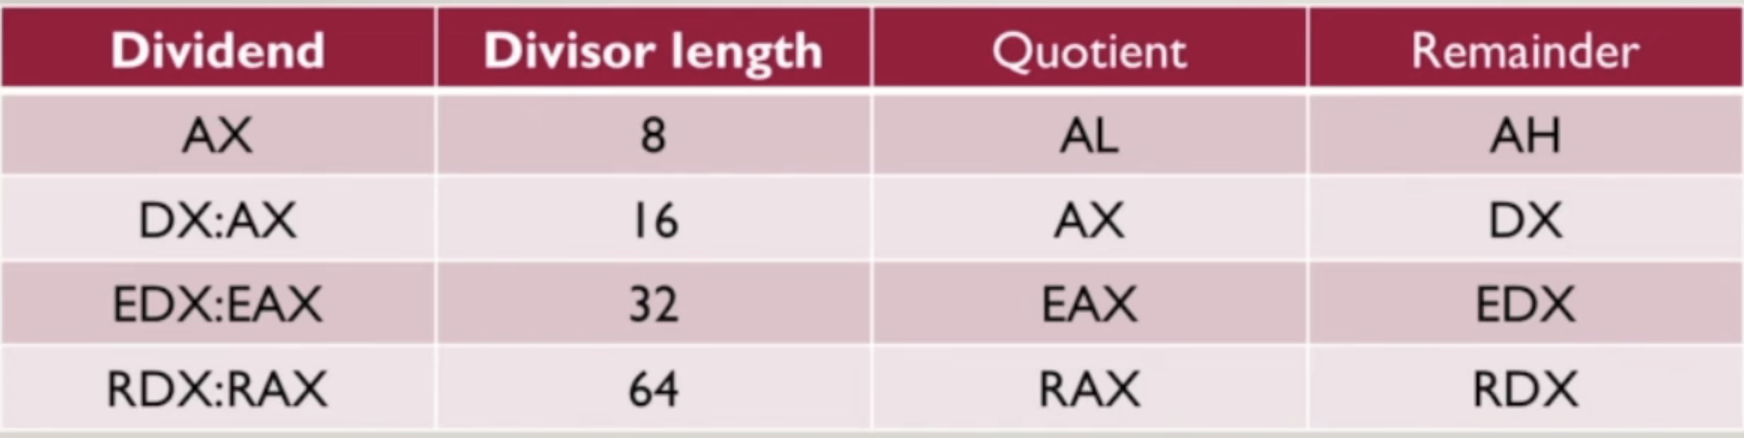 Dividend Divisor length Quotient Remainder
AX 8 AL AH
DX:AX 16 AX DX
EDX:EAX 32 EAX EDX
RDX:RAX 64 RAX RDX